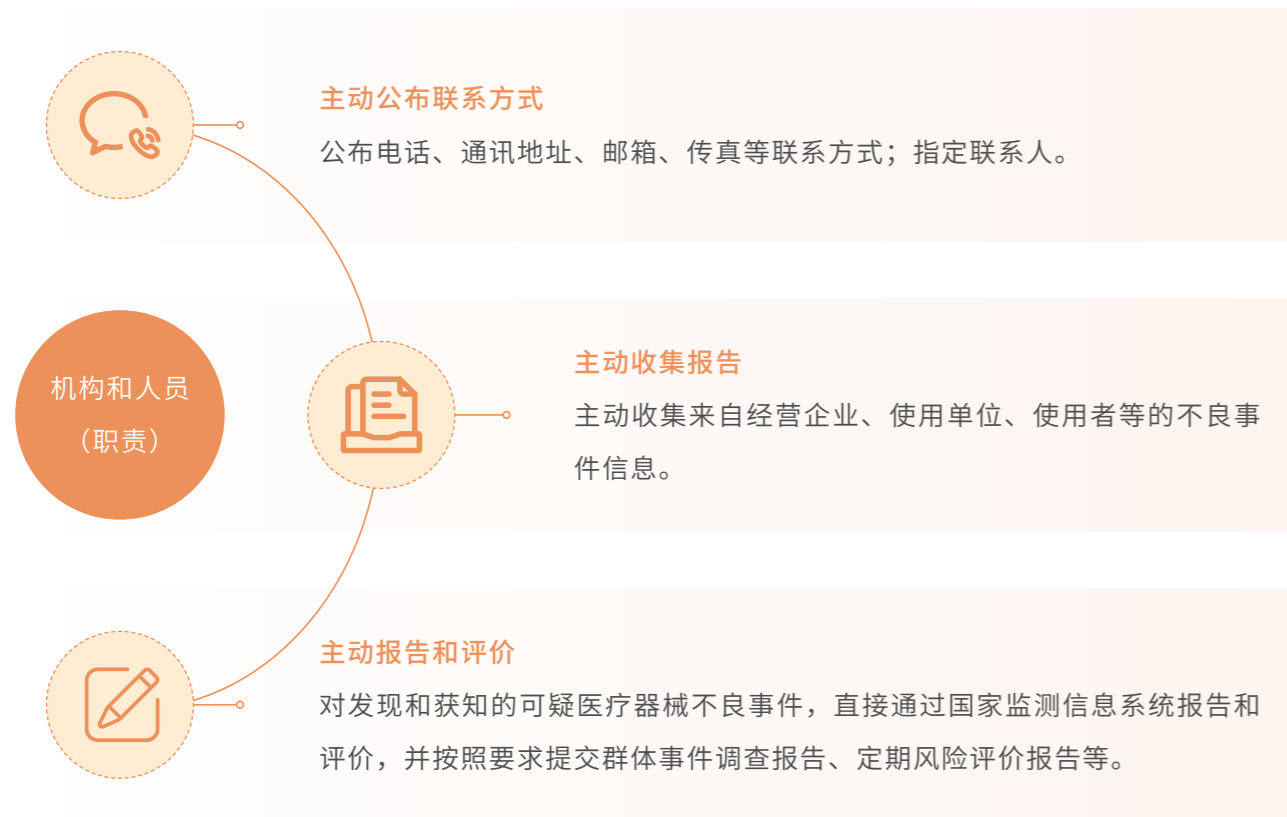 主动公布联系方式
公布电话、通讯地址、邮箱、传真等联系方式；指定联系人。
机构和人员
（职责）
主动收集报告
主动收集来自经营企业、使用单位、使用者等的不良事
件信息。
主动报告和评价
对发现和获知的可疑医疗器械不良事件，直接通过国家监测信息系统报告和
评价，并按照要求提交群体事件调查报告、定期风险评价报告等。